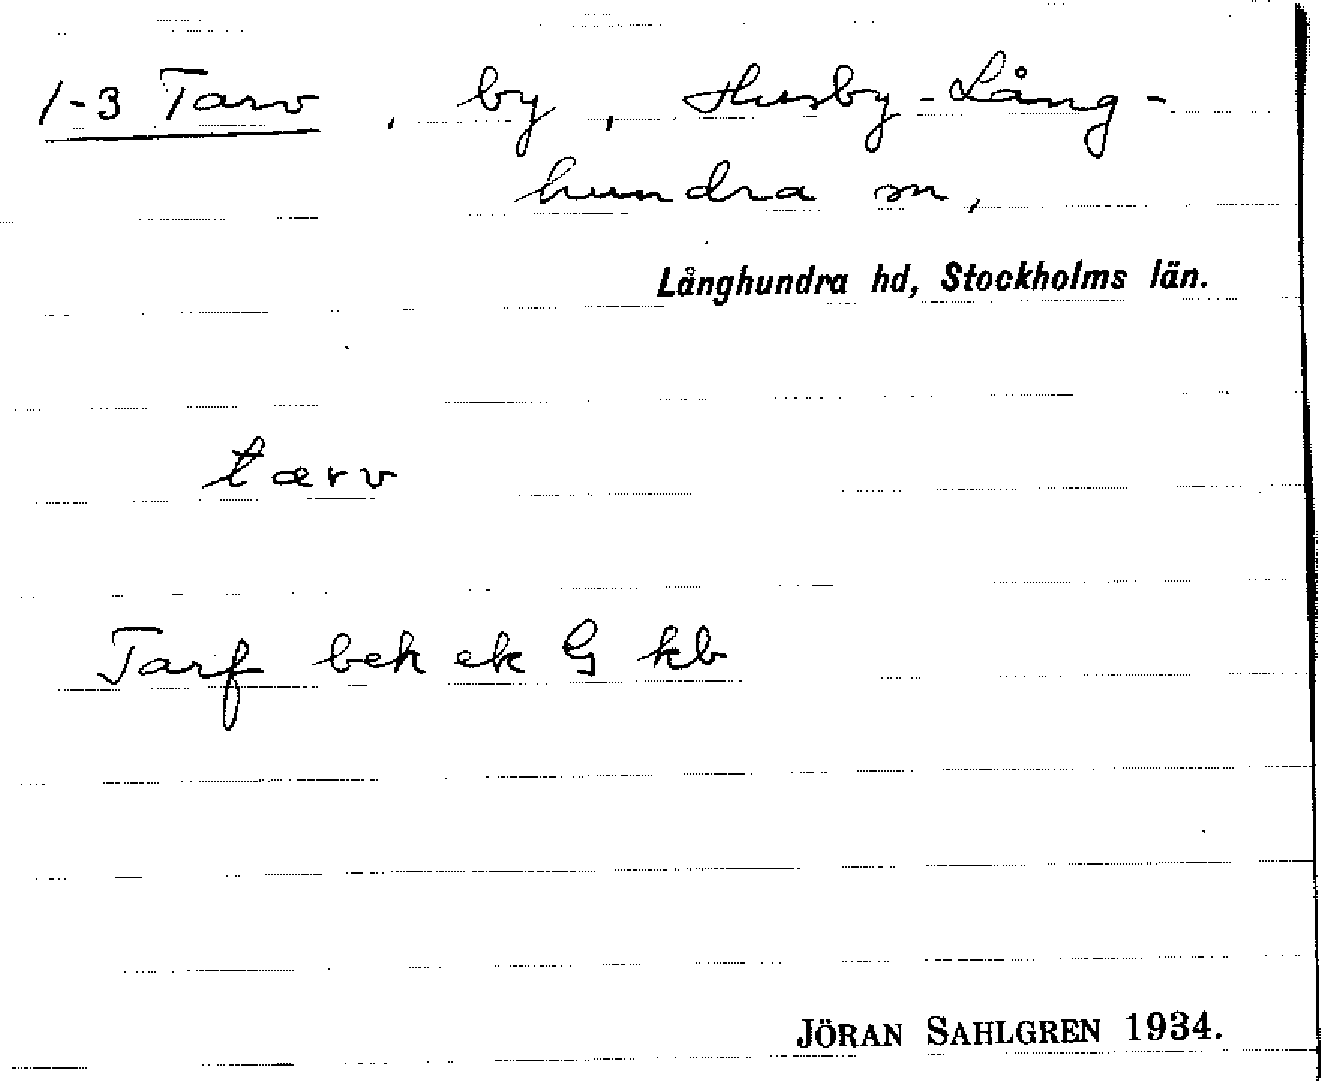 1-3 Tarv, by, Husby-Lång-
hundra sn,
Långhundra hd, Stockholms län.
tærv
Tarf bek ek G kb
JÖRAN SAHLGREN 1934.